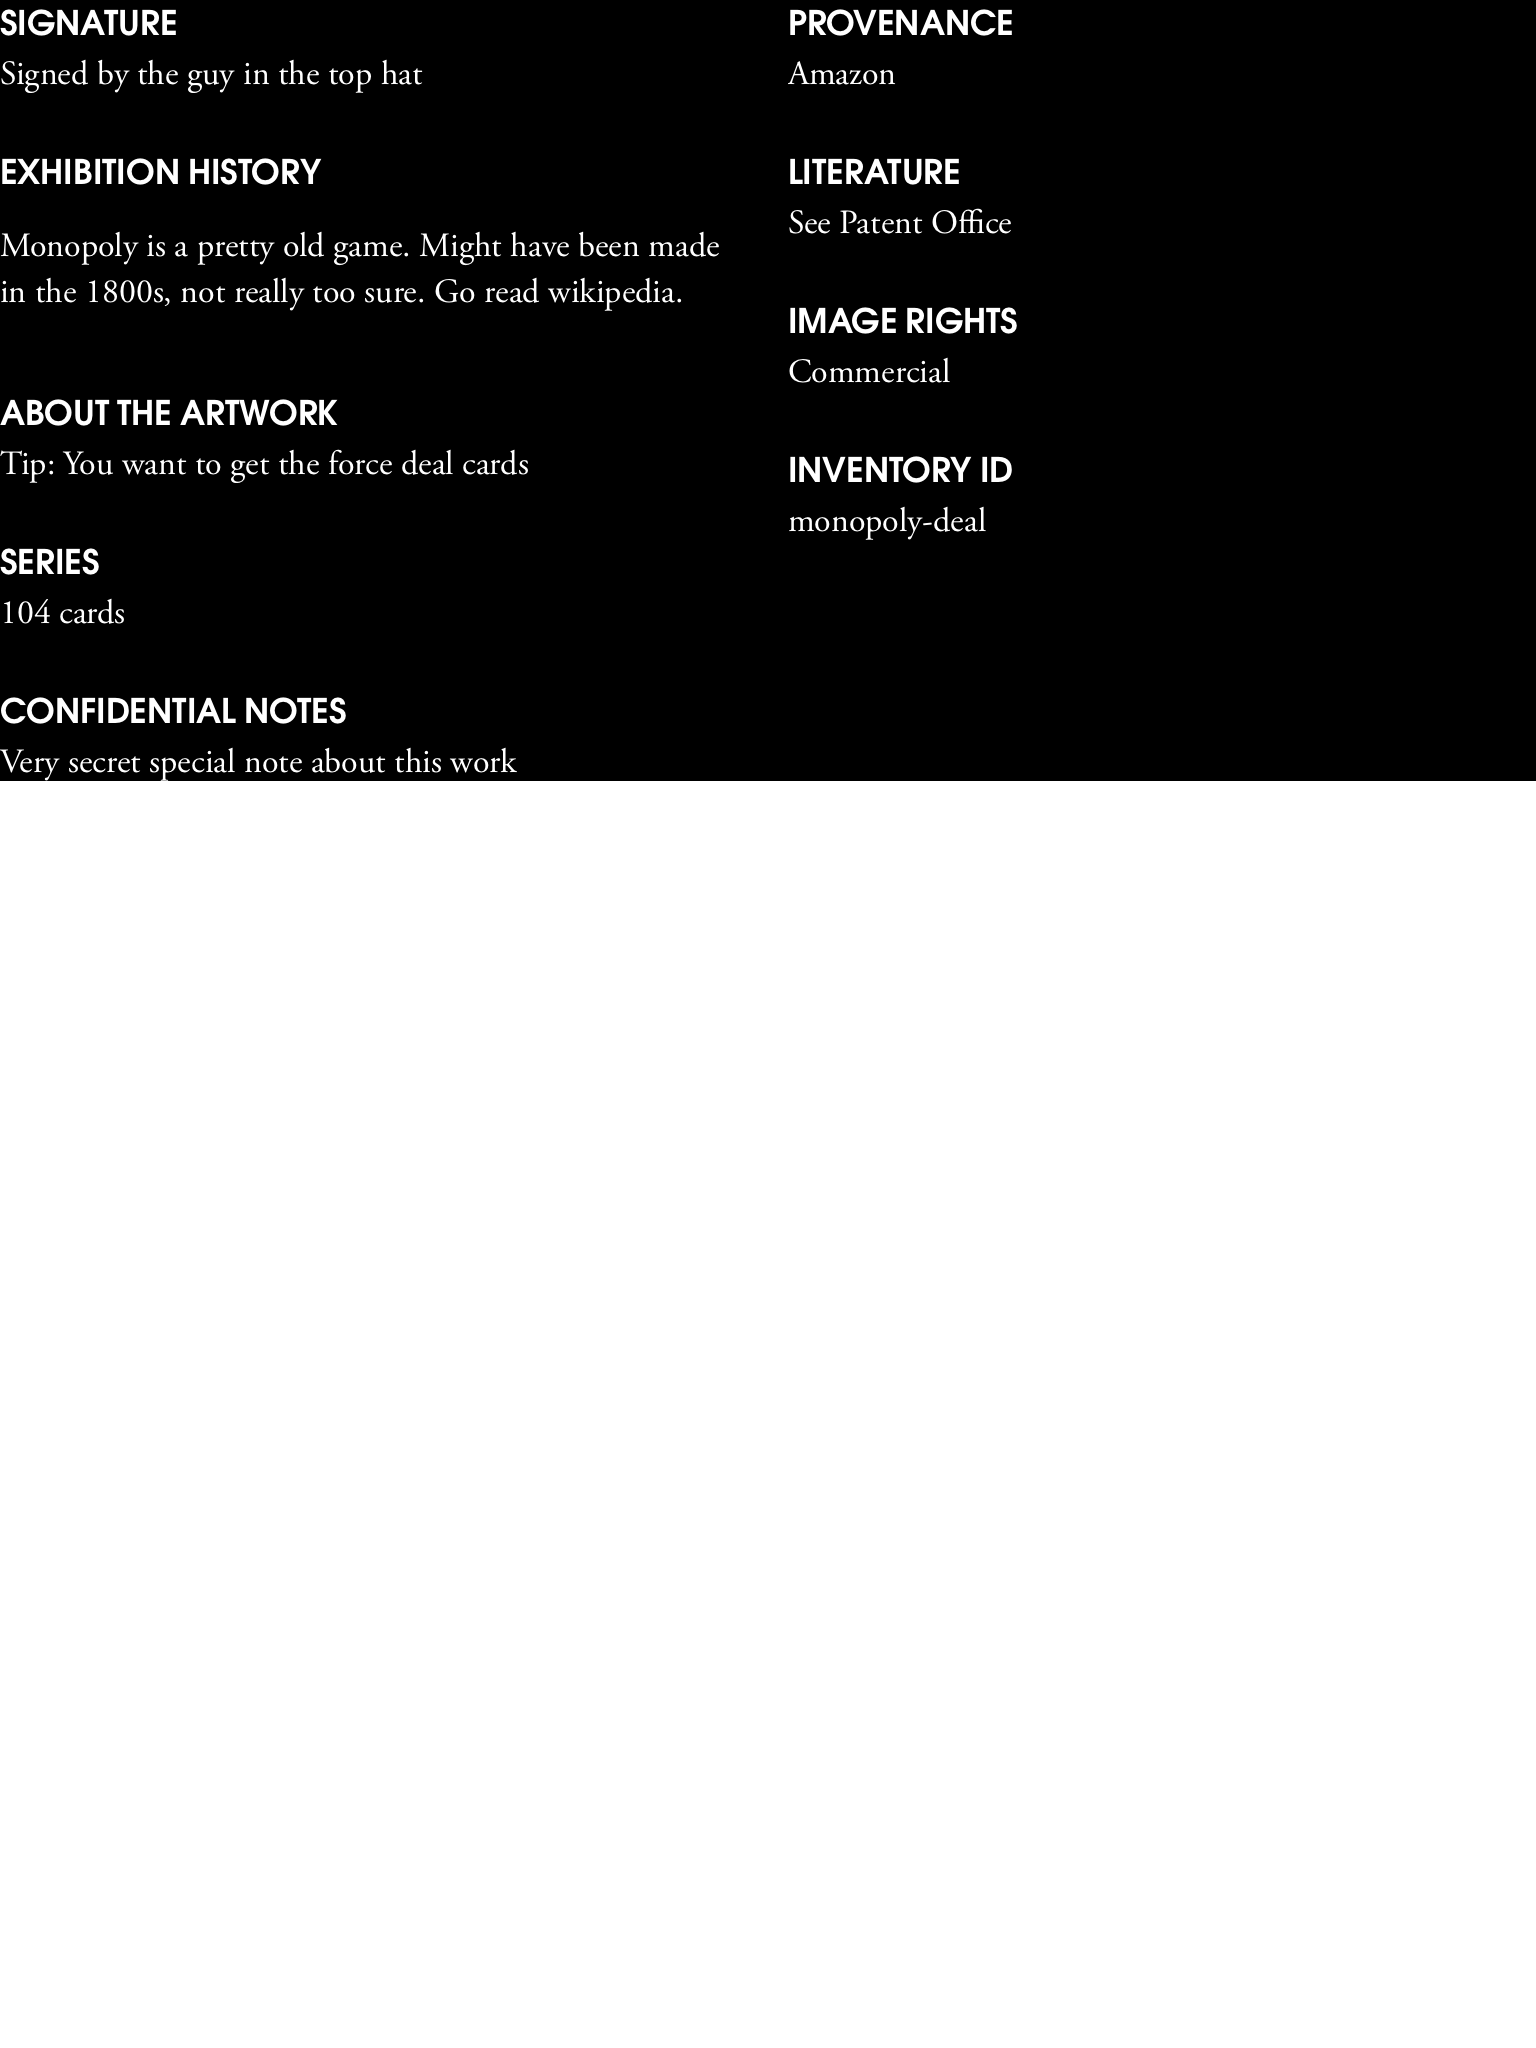 SIGNATURE
Signed by the guy in the top hat
EXHIBITION HISTORY
Monopoly is a pretty old game. Might have been made
in the 1800s, not really too sure. Go read wikipedia.
ABOUT THE ARTWORK
Tip: You want to get the force deal cards
SERIES
104 cards
CONFIDENTIAL NOTES
Very secret special note about this work
PROVENANCE
Amazon
LITERATURE
See Patent Office
IMAGE RIGHTS
Commercial
INVENTORY ID
monopoly-deal